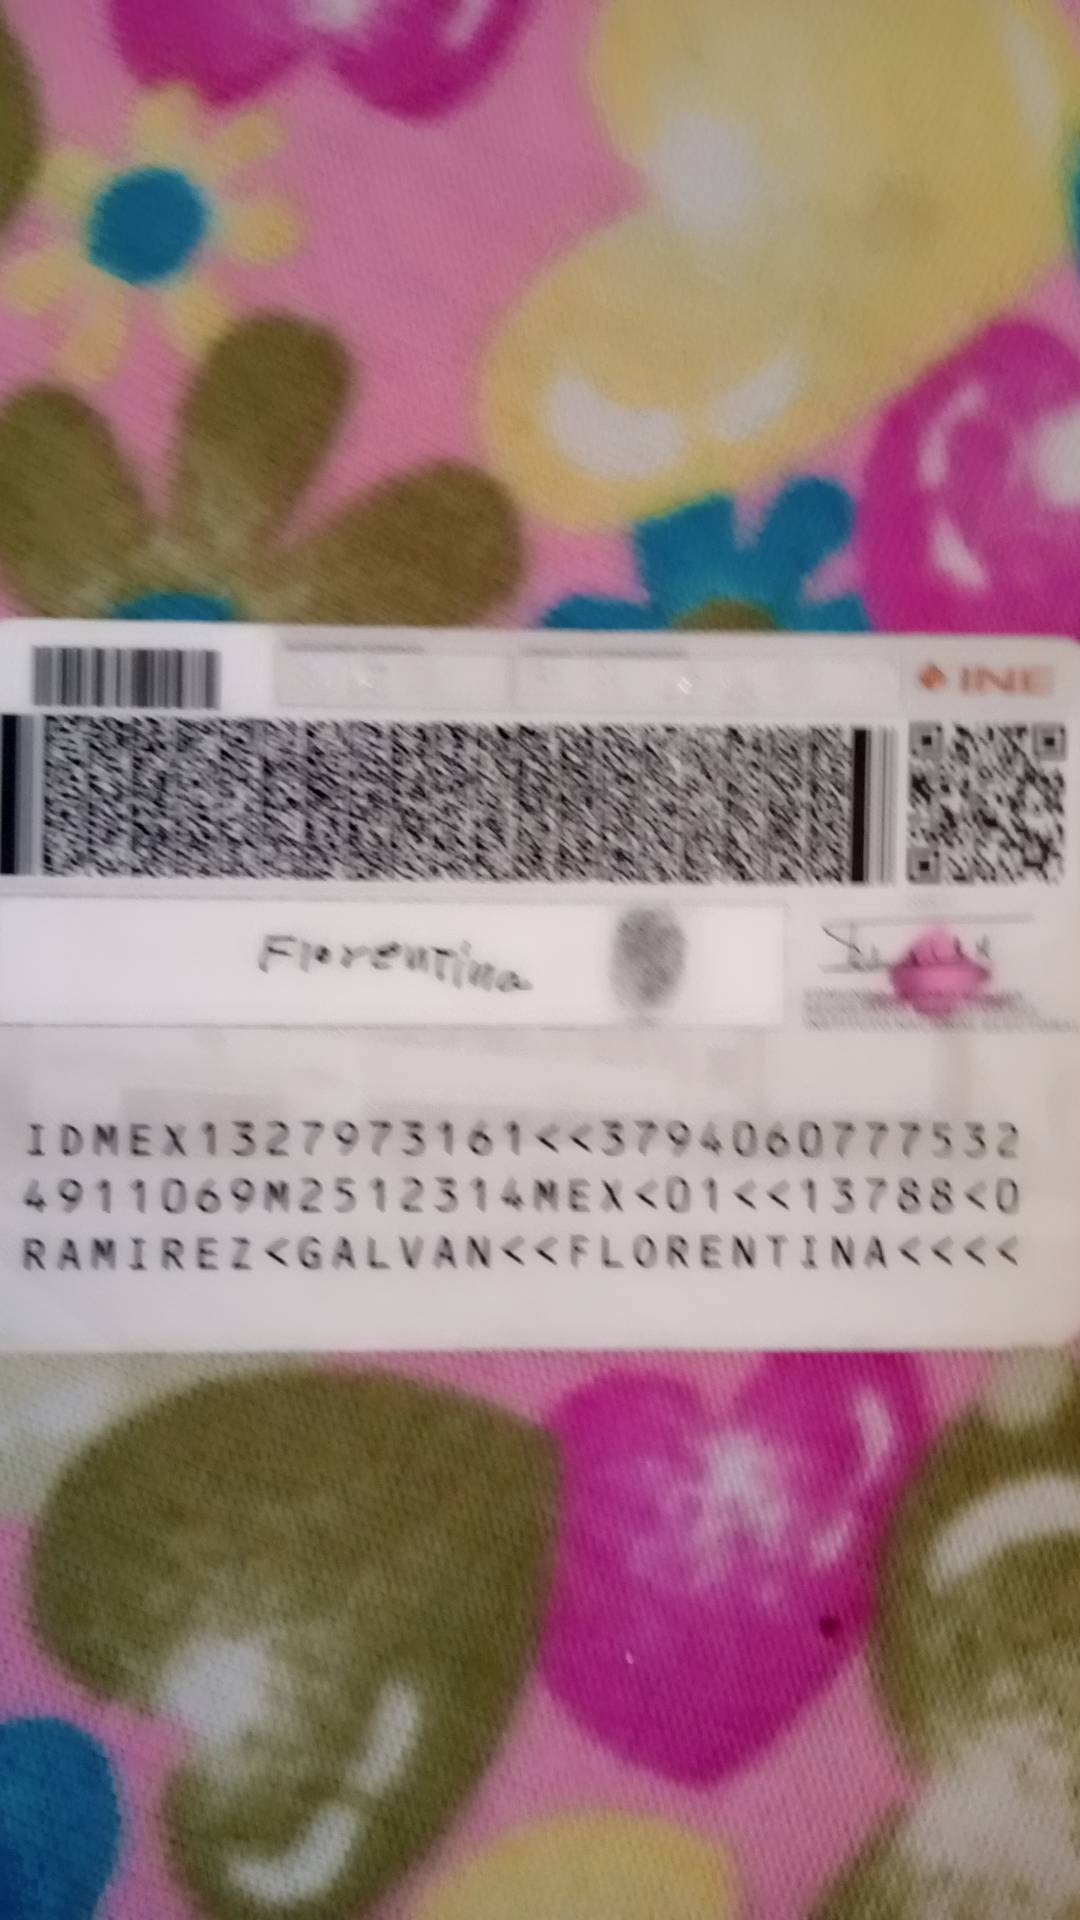 INE
Florentina
IDMEX1327973161<<3794060777532
4911069M2512314MEX<01<<13788<0
RAMIREZ<GALVAN<<FLORENTINA<<<<